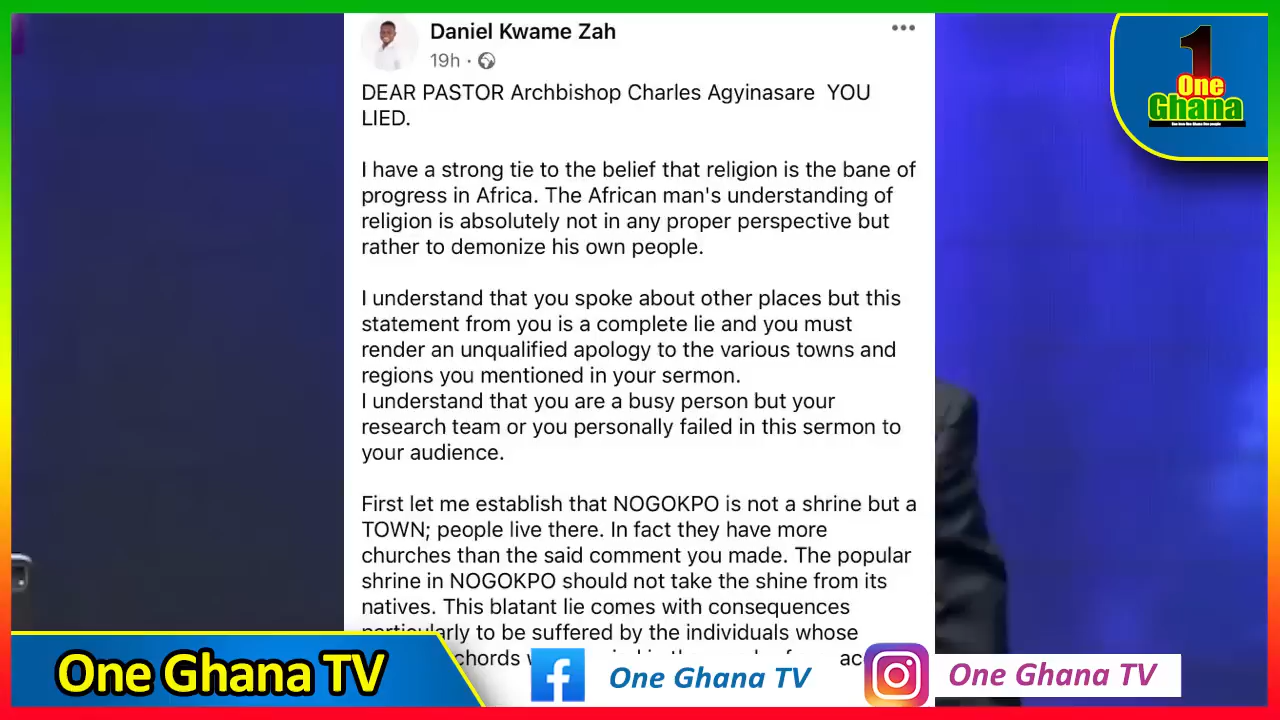 Daniel Kwame Zah
19h ·
DEAR PASTOR Archbishop Charles Agyinasare YOU
LIED.
I have a strong tie to the belief that religion is the bane of
progress in Africa. The African man's understanding of
religion is absolutely not in any proper perspective but
rather to demonize his own people.
I understand that you spoke about other places but this
statement from you is a complete lie and you must
render an unqualified apology to the various towns and
regions you mentioned in your sermon.
I understand that you are a busy person but your
research team or you personally failed in this sermon to
your audience.
First let me establish that NOGOKPO is not a shrine but a
TOWN; people live there. In fact they have more
churches than the said comment you made. The popular
shrine in NOGOKPO should not take the shine from its
natives. This blatant lie comes with consequences
particularly to be suffered by the individuals whose
chords
1
One
Ghana
One Ghana TV
One Ghana TV
One Ghana TV